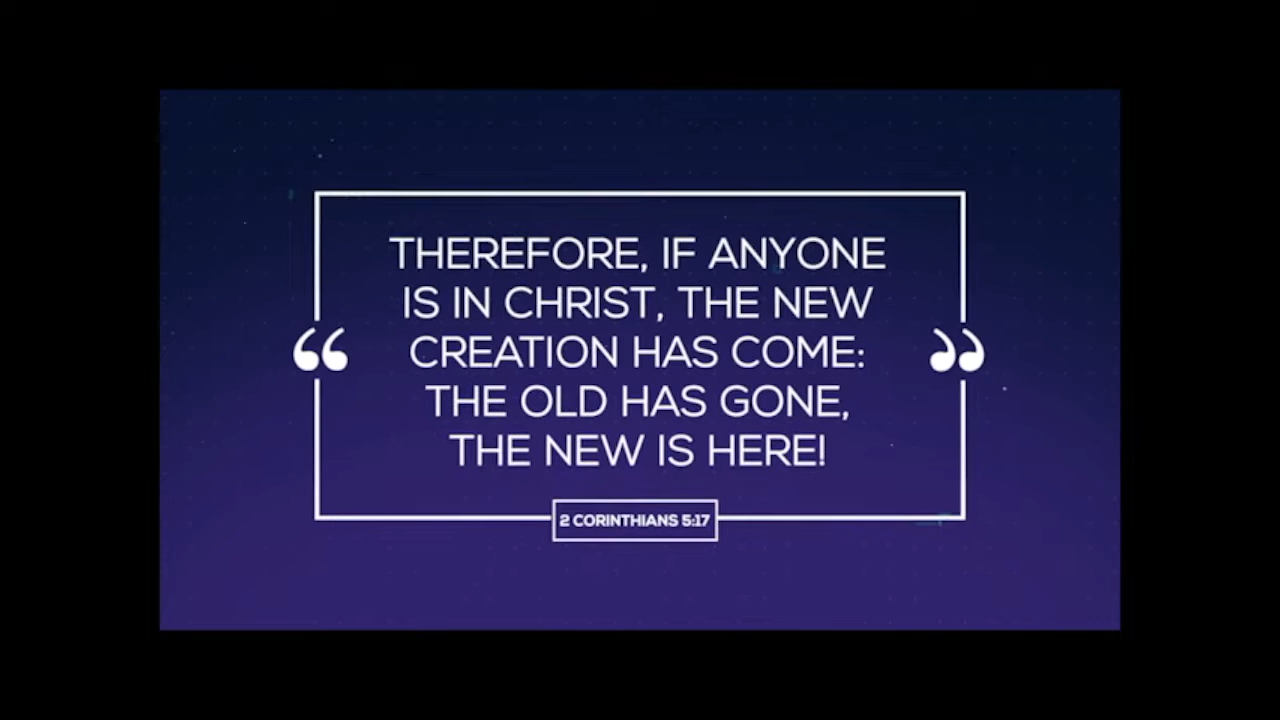 THEREFORE, IF ANYONE
IS IN CHRIST, THE NEW
CREATION HAS COME:
THE OLD HAS GONE,
THE NEW IS HERE!
2 CORINTHIANS 5:17